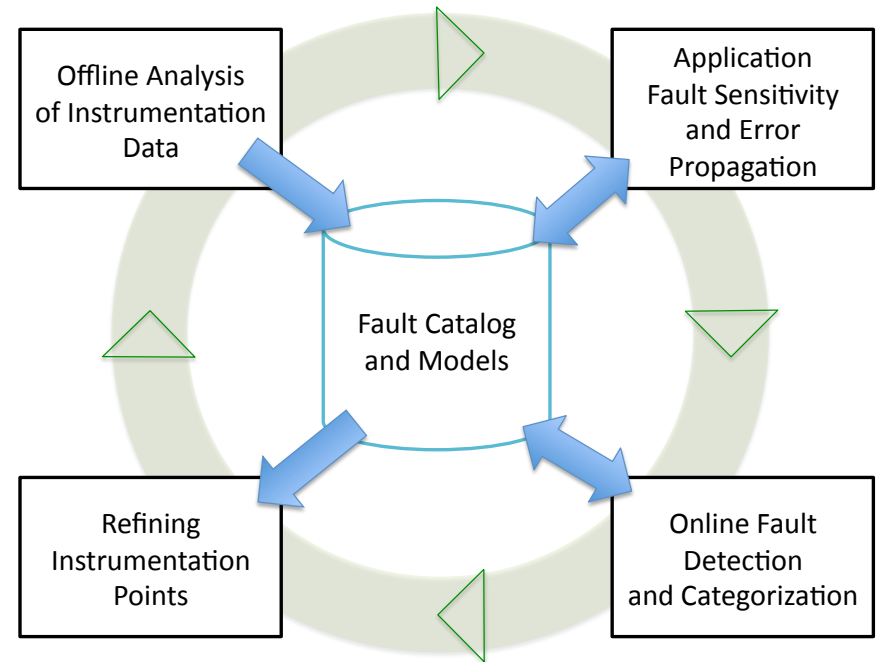 Offline Analysis
of Instrumentation
Data
Application
Fault Sensitivity
and Error
Propagation
Fault Catalog
and Models
Refining
Instrumentation
Points
Online Fault
Detection
and Categorization